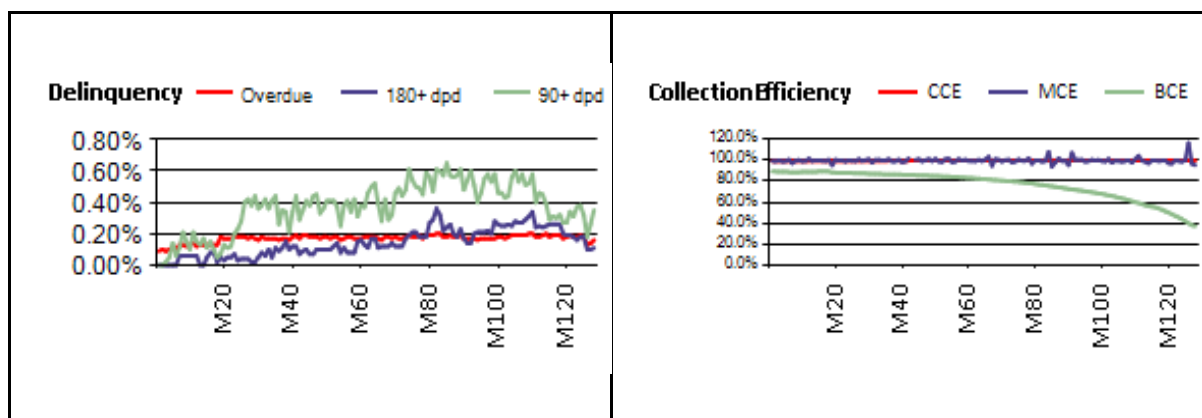 Delinquency Overdue 180+ dpd 90+ dpd
0.80%
0.60%
0.40%
0.20%
0.00%
M20
M40
M60
M80
M100
M120
CollectionEfficiency CCE MCE BCE
120.0%
100.0%
80.0%
60.0%
40.0%
20.0%
0.0%
M20
M40
M60
M80
M100
M120